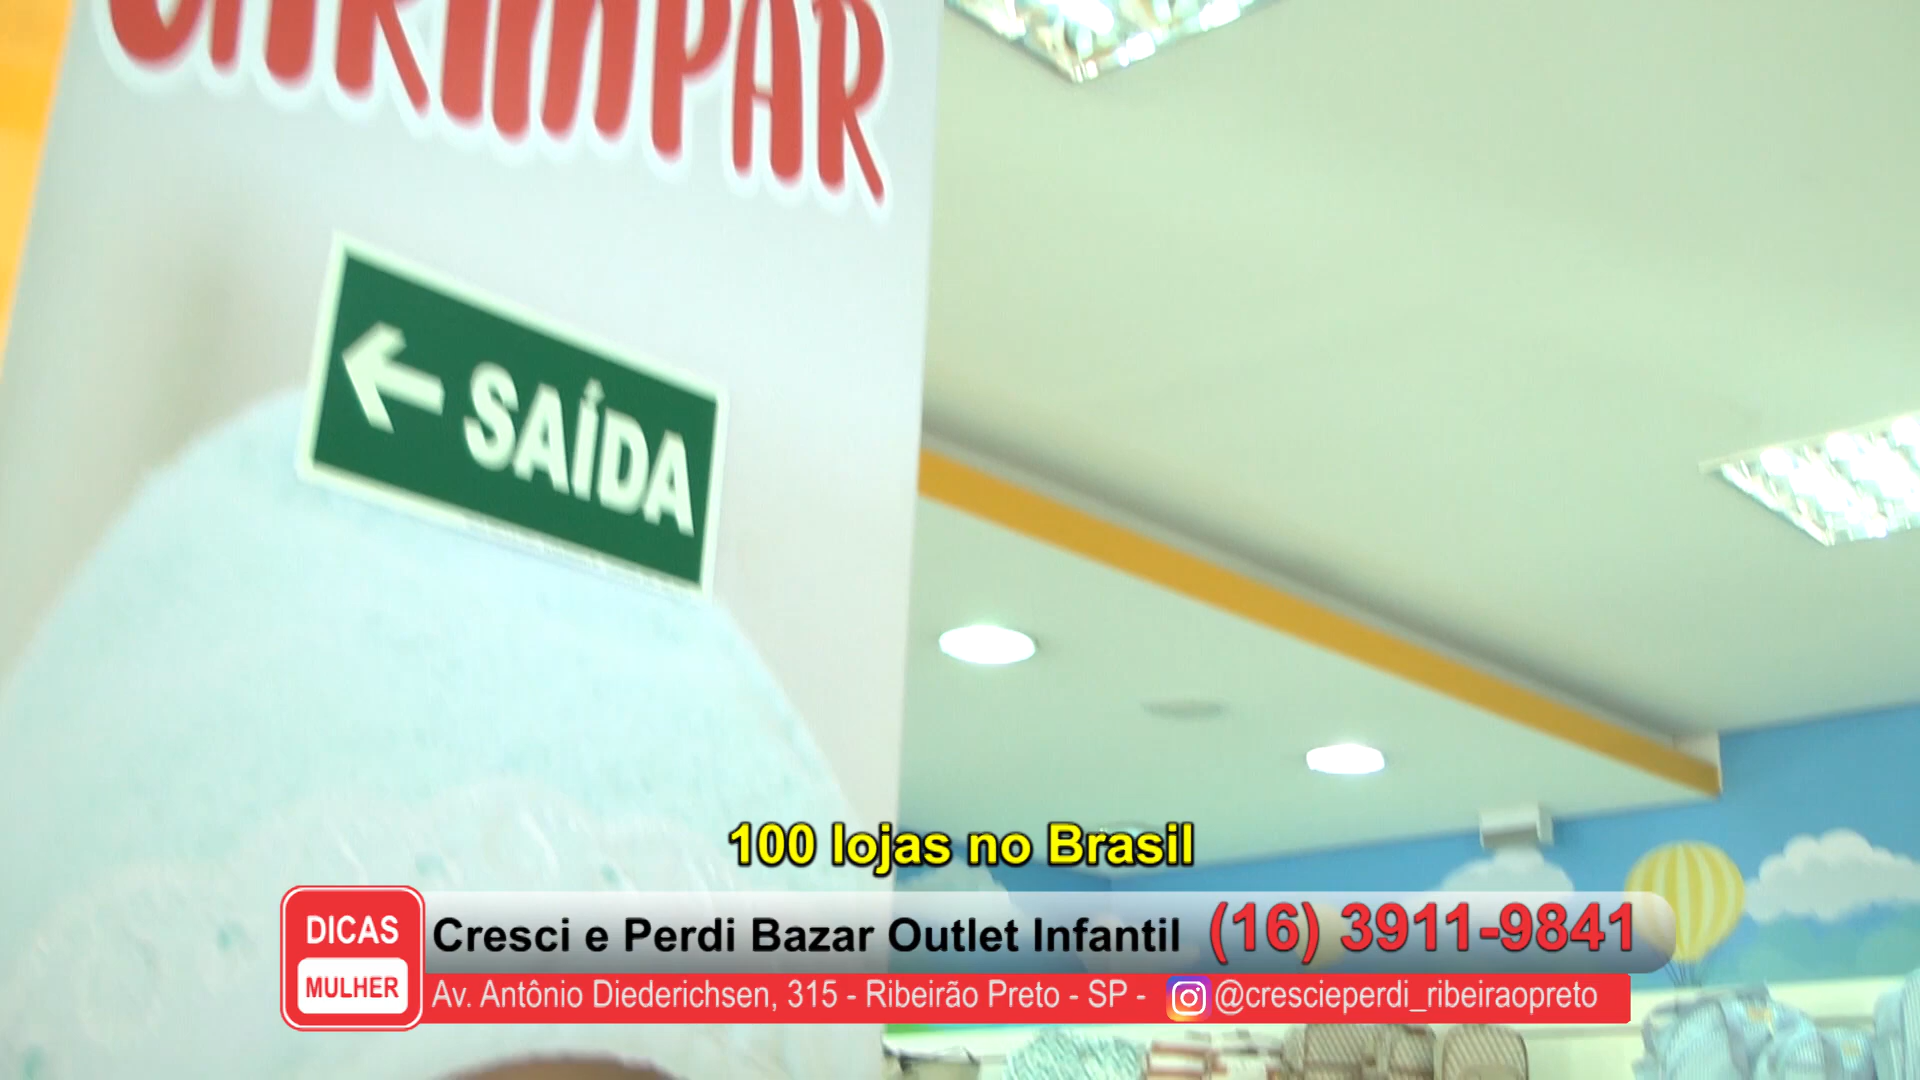 SAÍDA
100 lojas no Brasil
DICAS
MULHER
Cresci e Perdi Bazar Outlet Infantil (16) 3911-9841
Av. Antônio Diederichsen, 315 - Ribeirão Preto - SP - @crescieperdi_ribeiraopreto